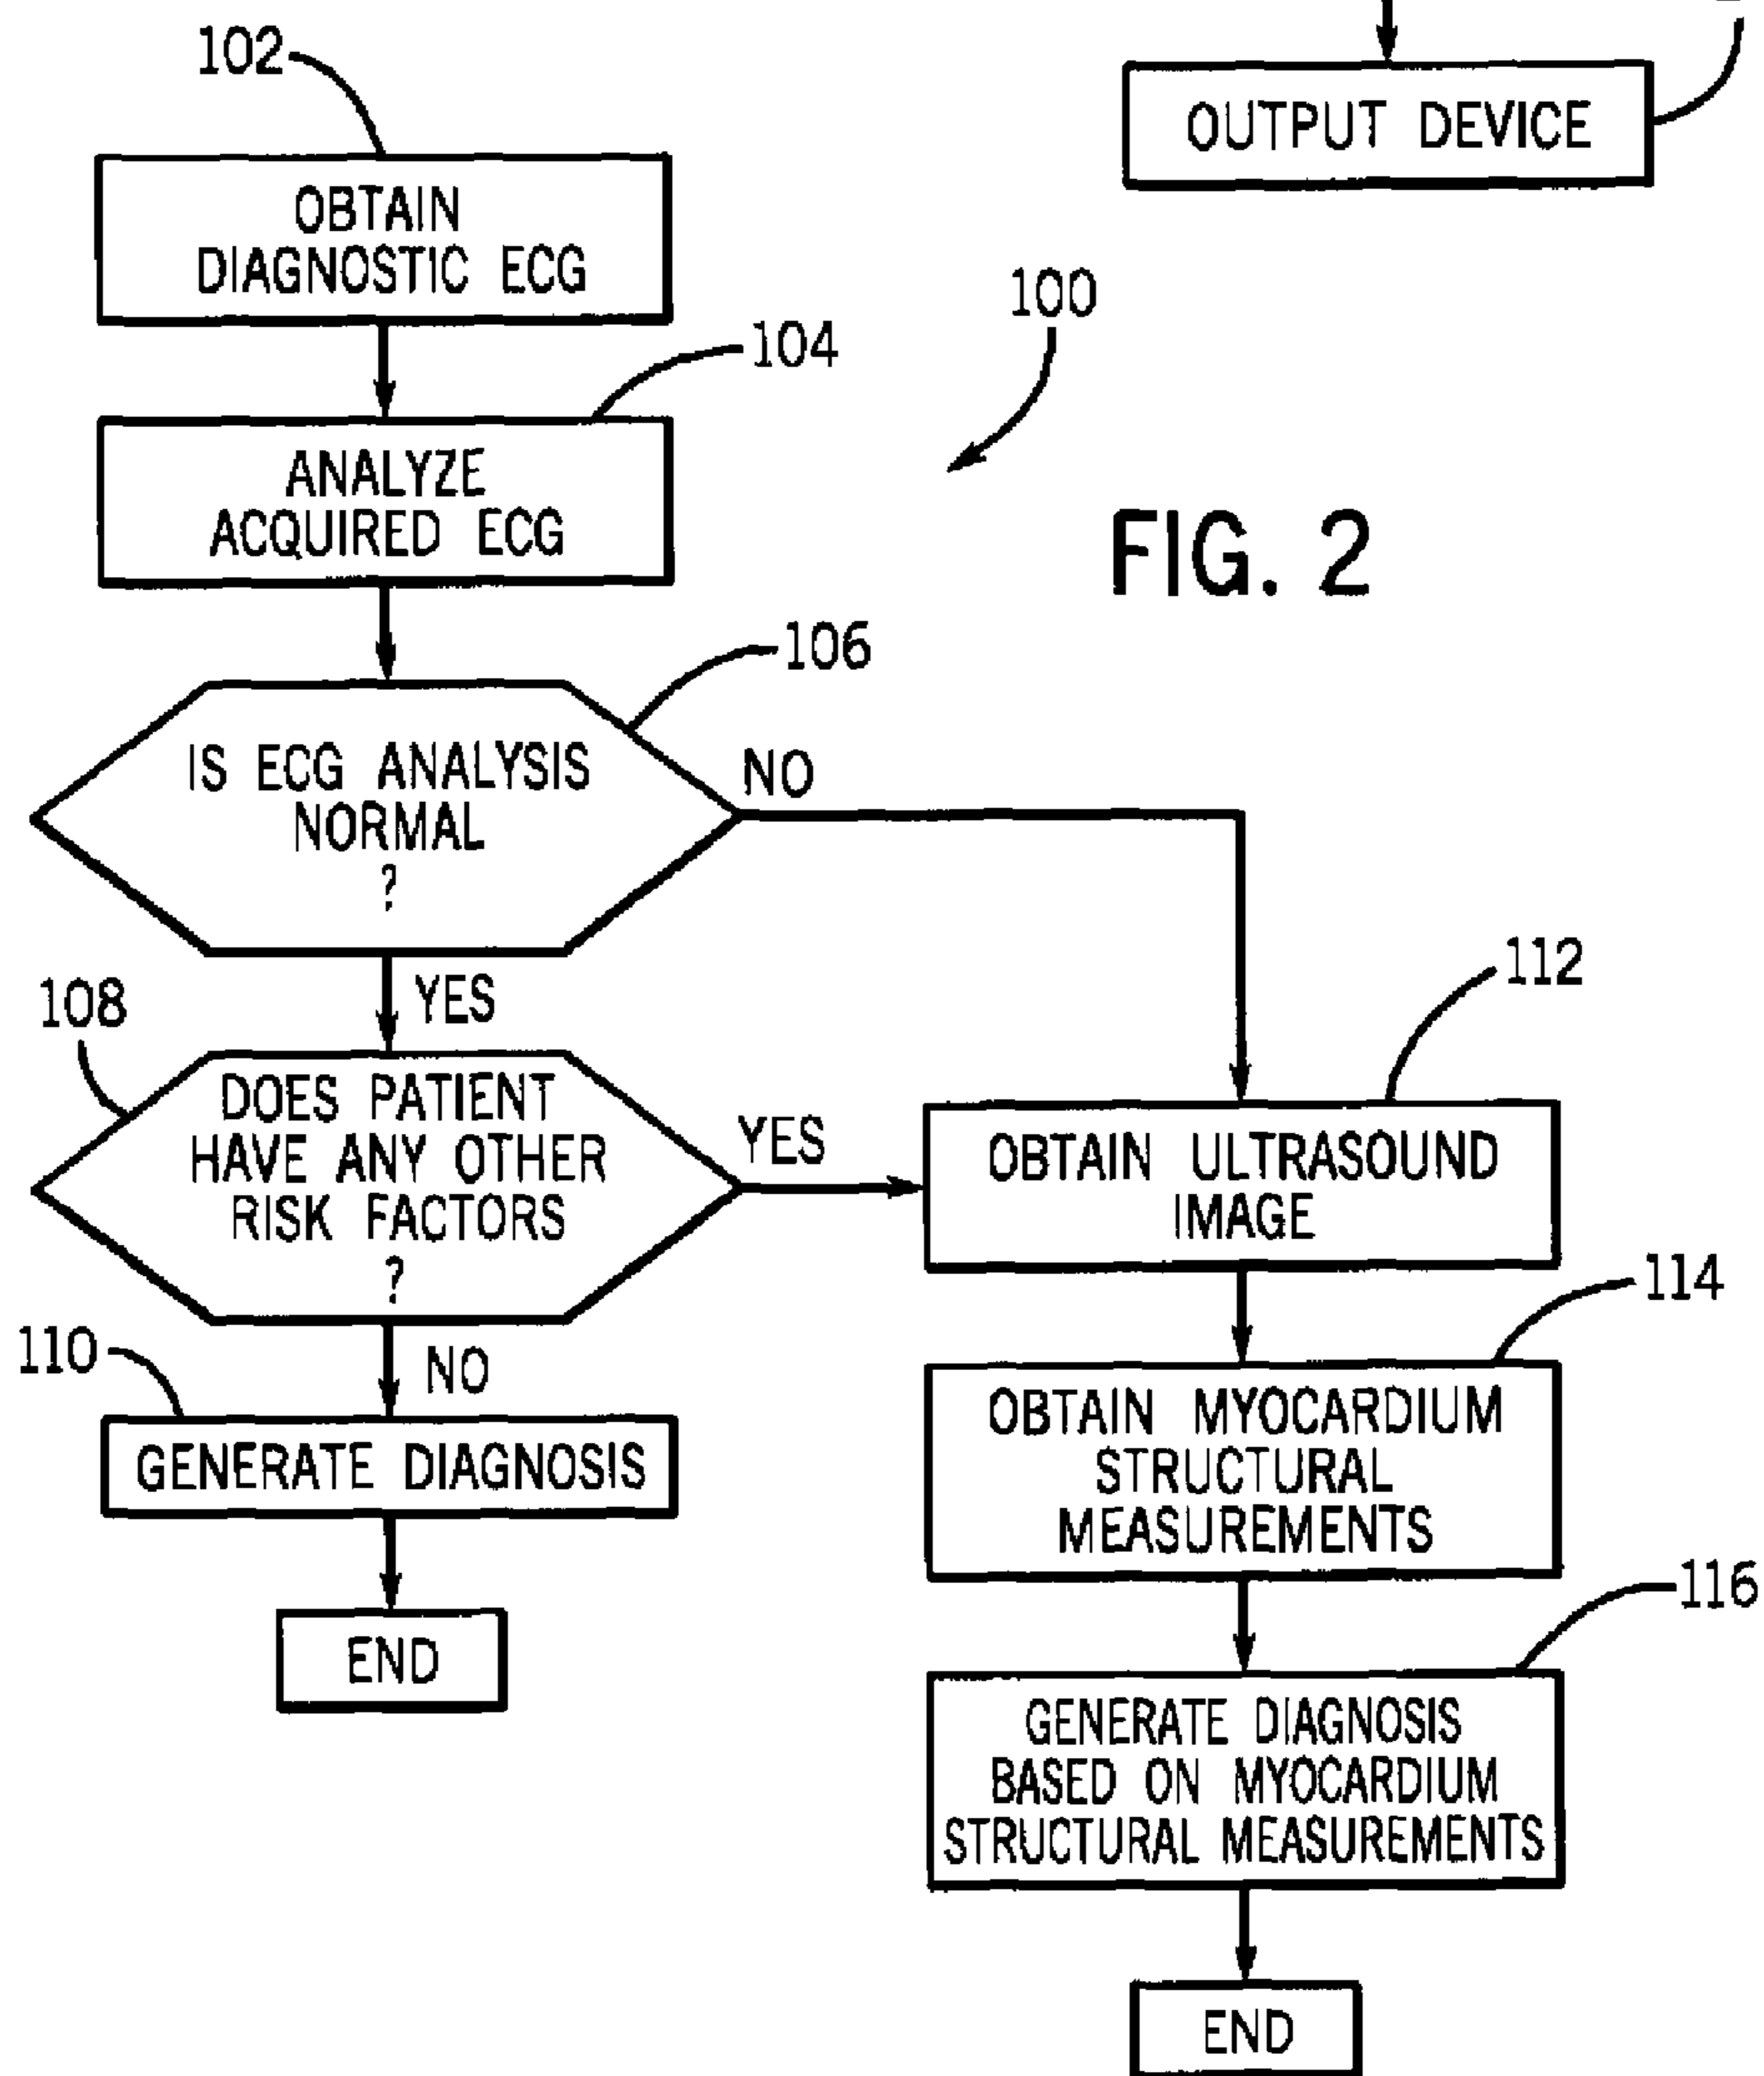 OUTPUT DEVICE
102
OBTAIN
DIAGNOSTIC ECG
100
104
ANALYZE
ACQUIRED ECG
FIG. 2
106
IS ECG ANALYSIS
NORMAL
?
NO
YES
108
DOES PATIENT
HAVE ANY OTHER
RISK FACTORS
?
YES
NO
110
GENERATE DIAGNOSIS
END
112
OBTAIN ULTRASOUND
IMAGE
114
OBTAIN MYOCARDIUM
STRUCTURAL
MEASUREMENTS
116
GENERATE DIAGNOSIS
BASED ON MYOCARDIUM
STRUCTURAL MEASUREMENTS
END